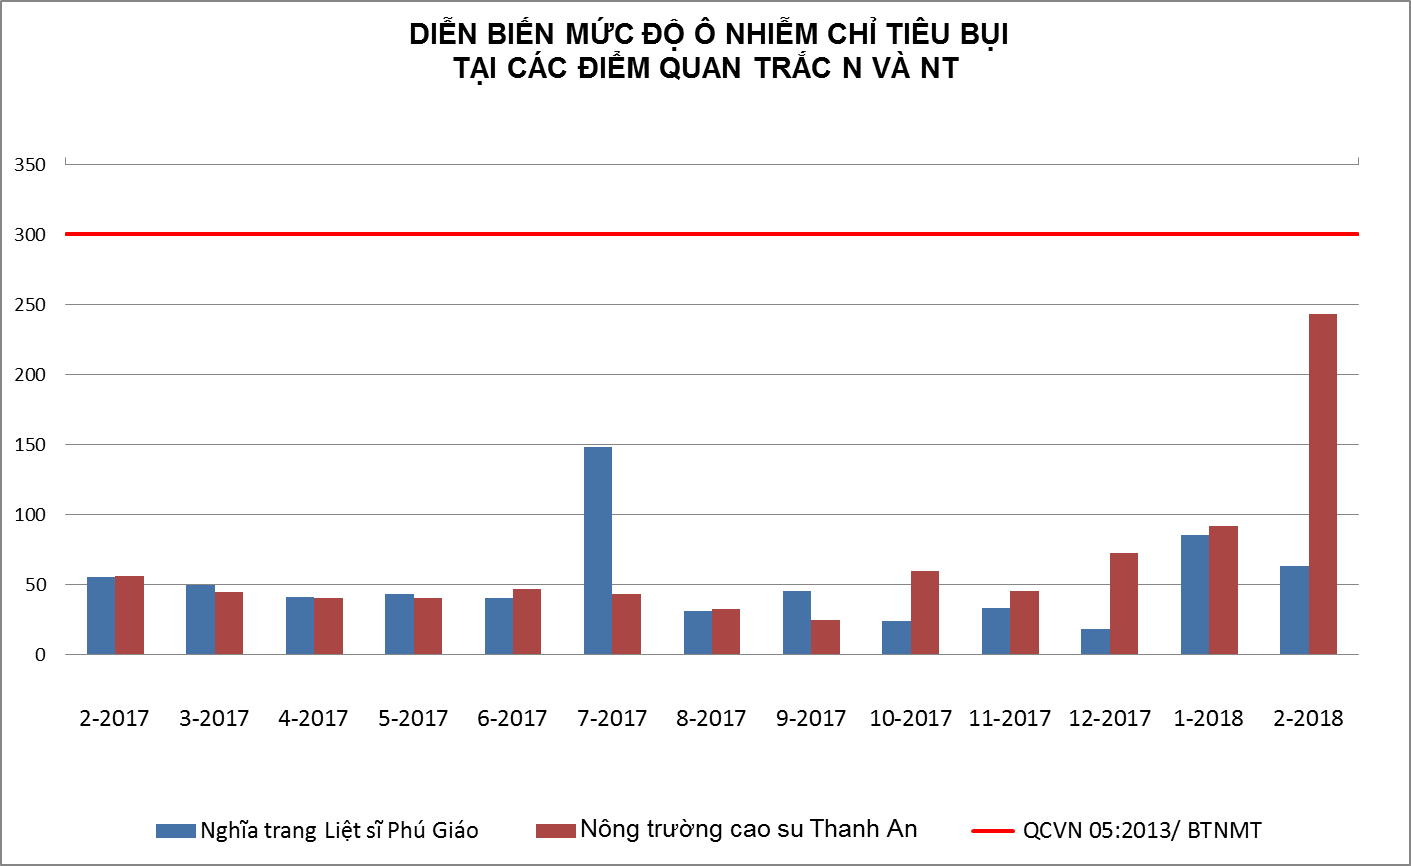 DIỄN BIẾN MỨC ĐỘ Ô NHIỄM CHỈ TIÊU BỤI
TẠI CÁC ĐIỂM QUAN TRẮC N VÀ NT
350
300
250
200
150
100
50
0
2-2017 3-2017 4-2017 5-2017 6-2017 7-2017 8-2017 9-2017 10-2017 11-2017 12-2017 1-2018 2-2018
Nghĩa trang Liệt sĩ Phú Giáo Nông trường cao su Thanh An QCVN 05:2013/ BTNMT